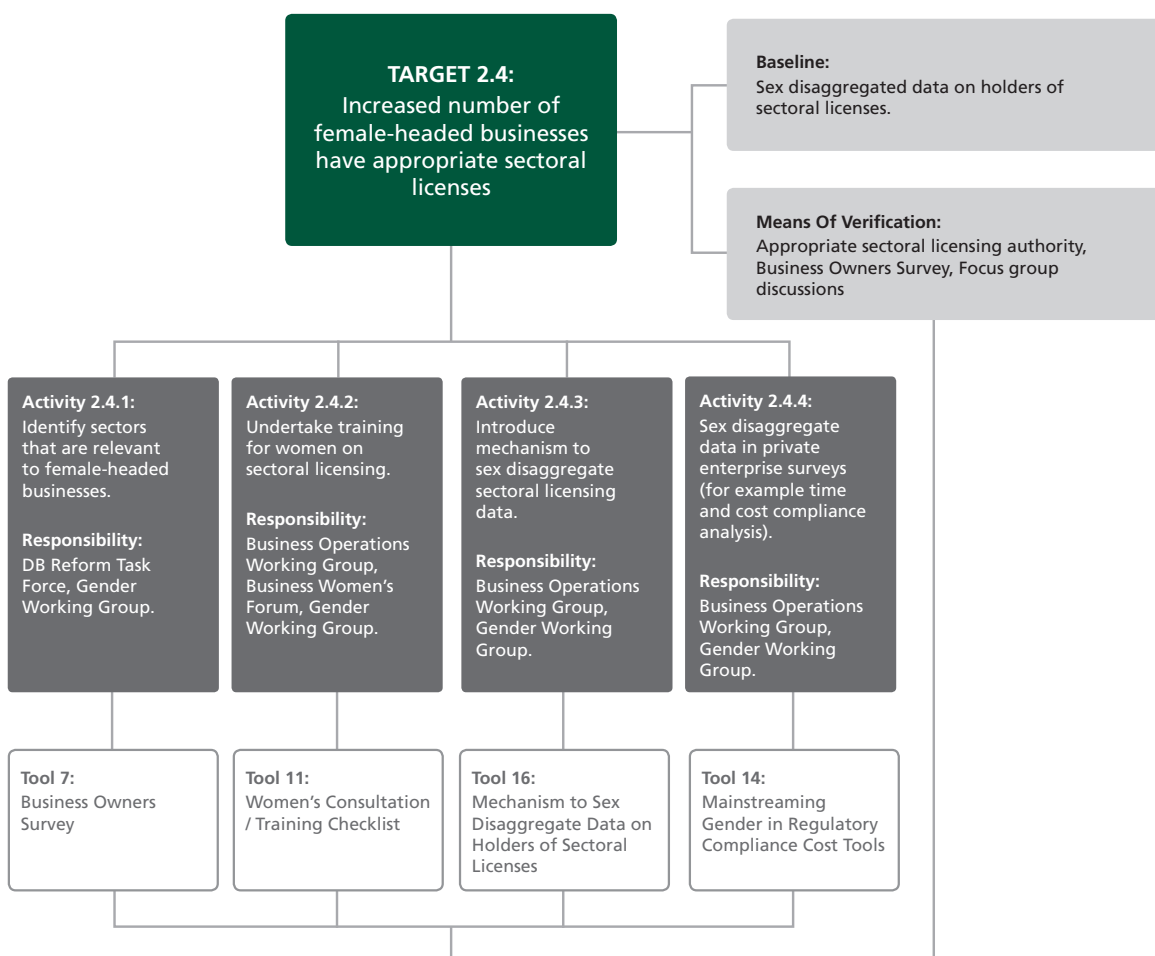 TARGET 2.4:
Increased number of
female-headed businesses
have appropriate sectoral
licenses
Baseline:
Sex disaggregated data on holders of
sectoral licenses.
Means Of Verification:
Appropriate sectoral licensing authority,
Business Owners Survey, Focus group
discussions
Activity 2.4.1:
Identify sectors
that are relevant
to female-headed
businesses.
Responsibility:
DB Reform Task
Force, Gender
Working Group.
Activity 2.4.2:
Undertake training
for women on
sectoral licensing.
Responsibility:
Business Operations
Working Group,
Business Women's
Forum, Gender
Working Group.
Activity 2.4.3:
Introduce
mechanism to
sex disaggregate
sectoral licensing
data.
Responsibility:
Business Operations
Working Group,
Gender Working
Group.
Activity 2.4.4:
Sex disaggregate
data in private
enterprise surveys
(for example time
and cost compliance
analysis).
Responsibility:
Business Operations
Working Group,
Gender Working
Group.
Tool 7:
Business Owners
Survey
Tool 11:
Women's Consultation
/ Training Checklist
Tool 16:
Mechanism to Sex
Disaggregate Data on
Holders of Sectoral
Licenses
Tool 14:
Mainstreaming
Gender in Regulatory
Compliance Cost Tools